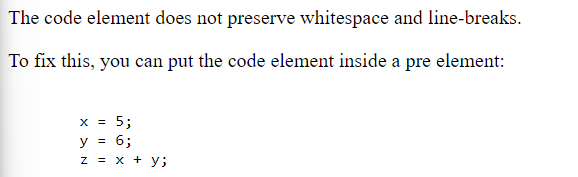 The code element does not preserve whitespace and line-breaks.
To fix this, you can put the code element inside a pre element:
x = 5;
y = 6;
z = x + y;